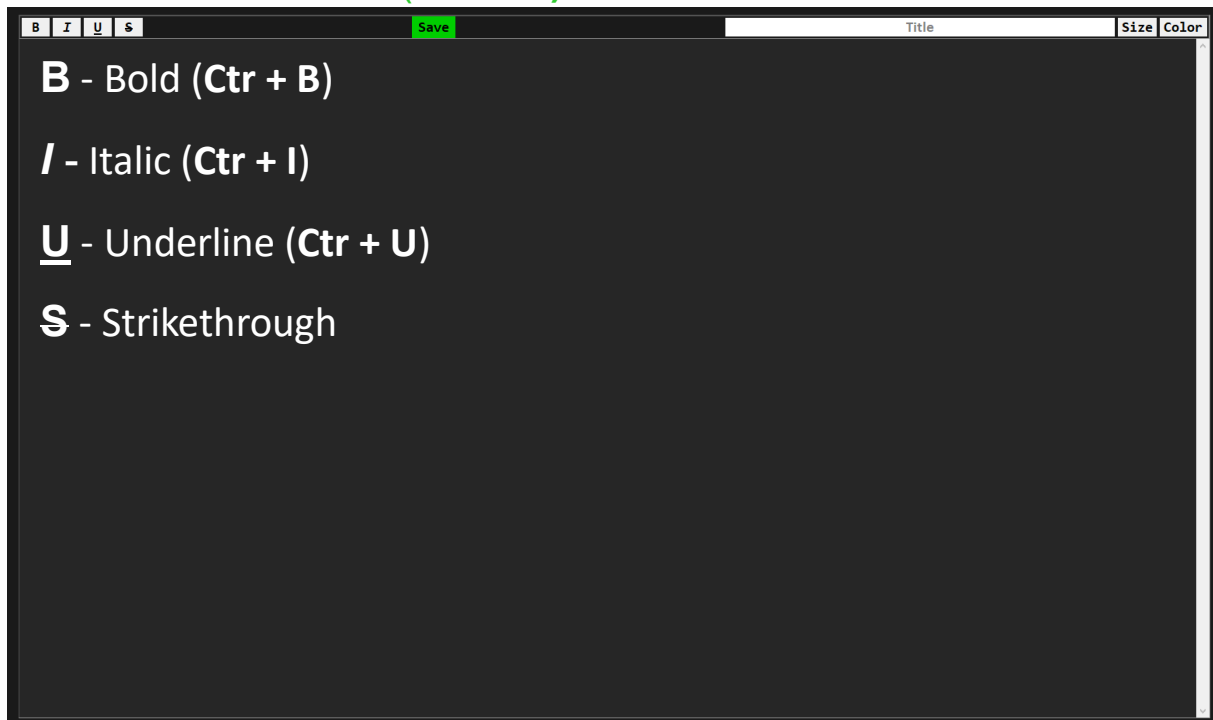 B I U S Save Title Size Color
B - Bold (Ctr + B)
I - Italic (Ctr + I)
U - Underline (Ctr + U)
S - Strikethrough